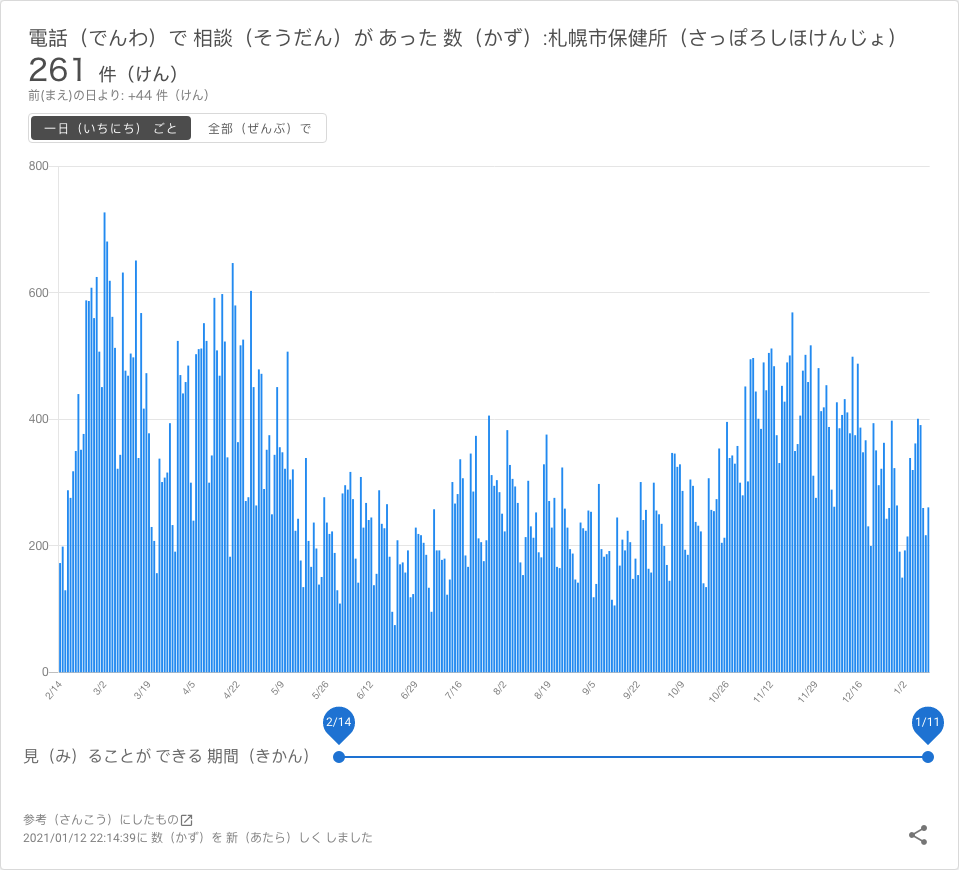 電話（でんわ）で 相談（そうだん）が あった 数（かず）:札幌市保健所（さっぽろしほけんじょ）
261 件（けん）
前(まえ)の日より: +44 件（けん）
一日（いちにち） ごと 全部（ぜんぶ）で
800
600
400
200
0
2/14 3/2 3/19 4/5 4/22 5/9 5/26 6/12 6/29 7/16 8/2 8/19 9/5 9/22 10/9 10/26 11/12 11/29 12/16 1/2
2/14 1/11
見（み）ることが できる 期間（きかん）
参考（さんこう）にしたもの
2021/01/12 22:14:39に 数（かず）を 新（あたら）しく しました